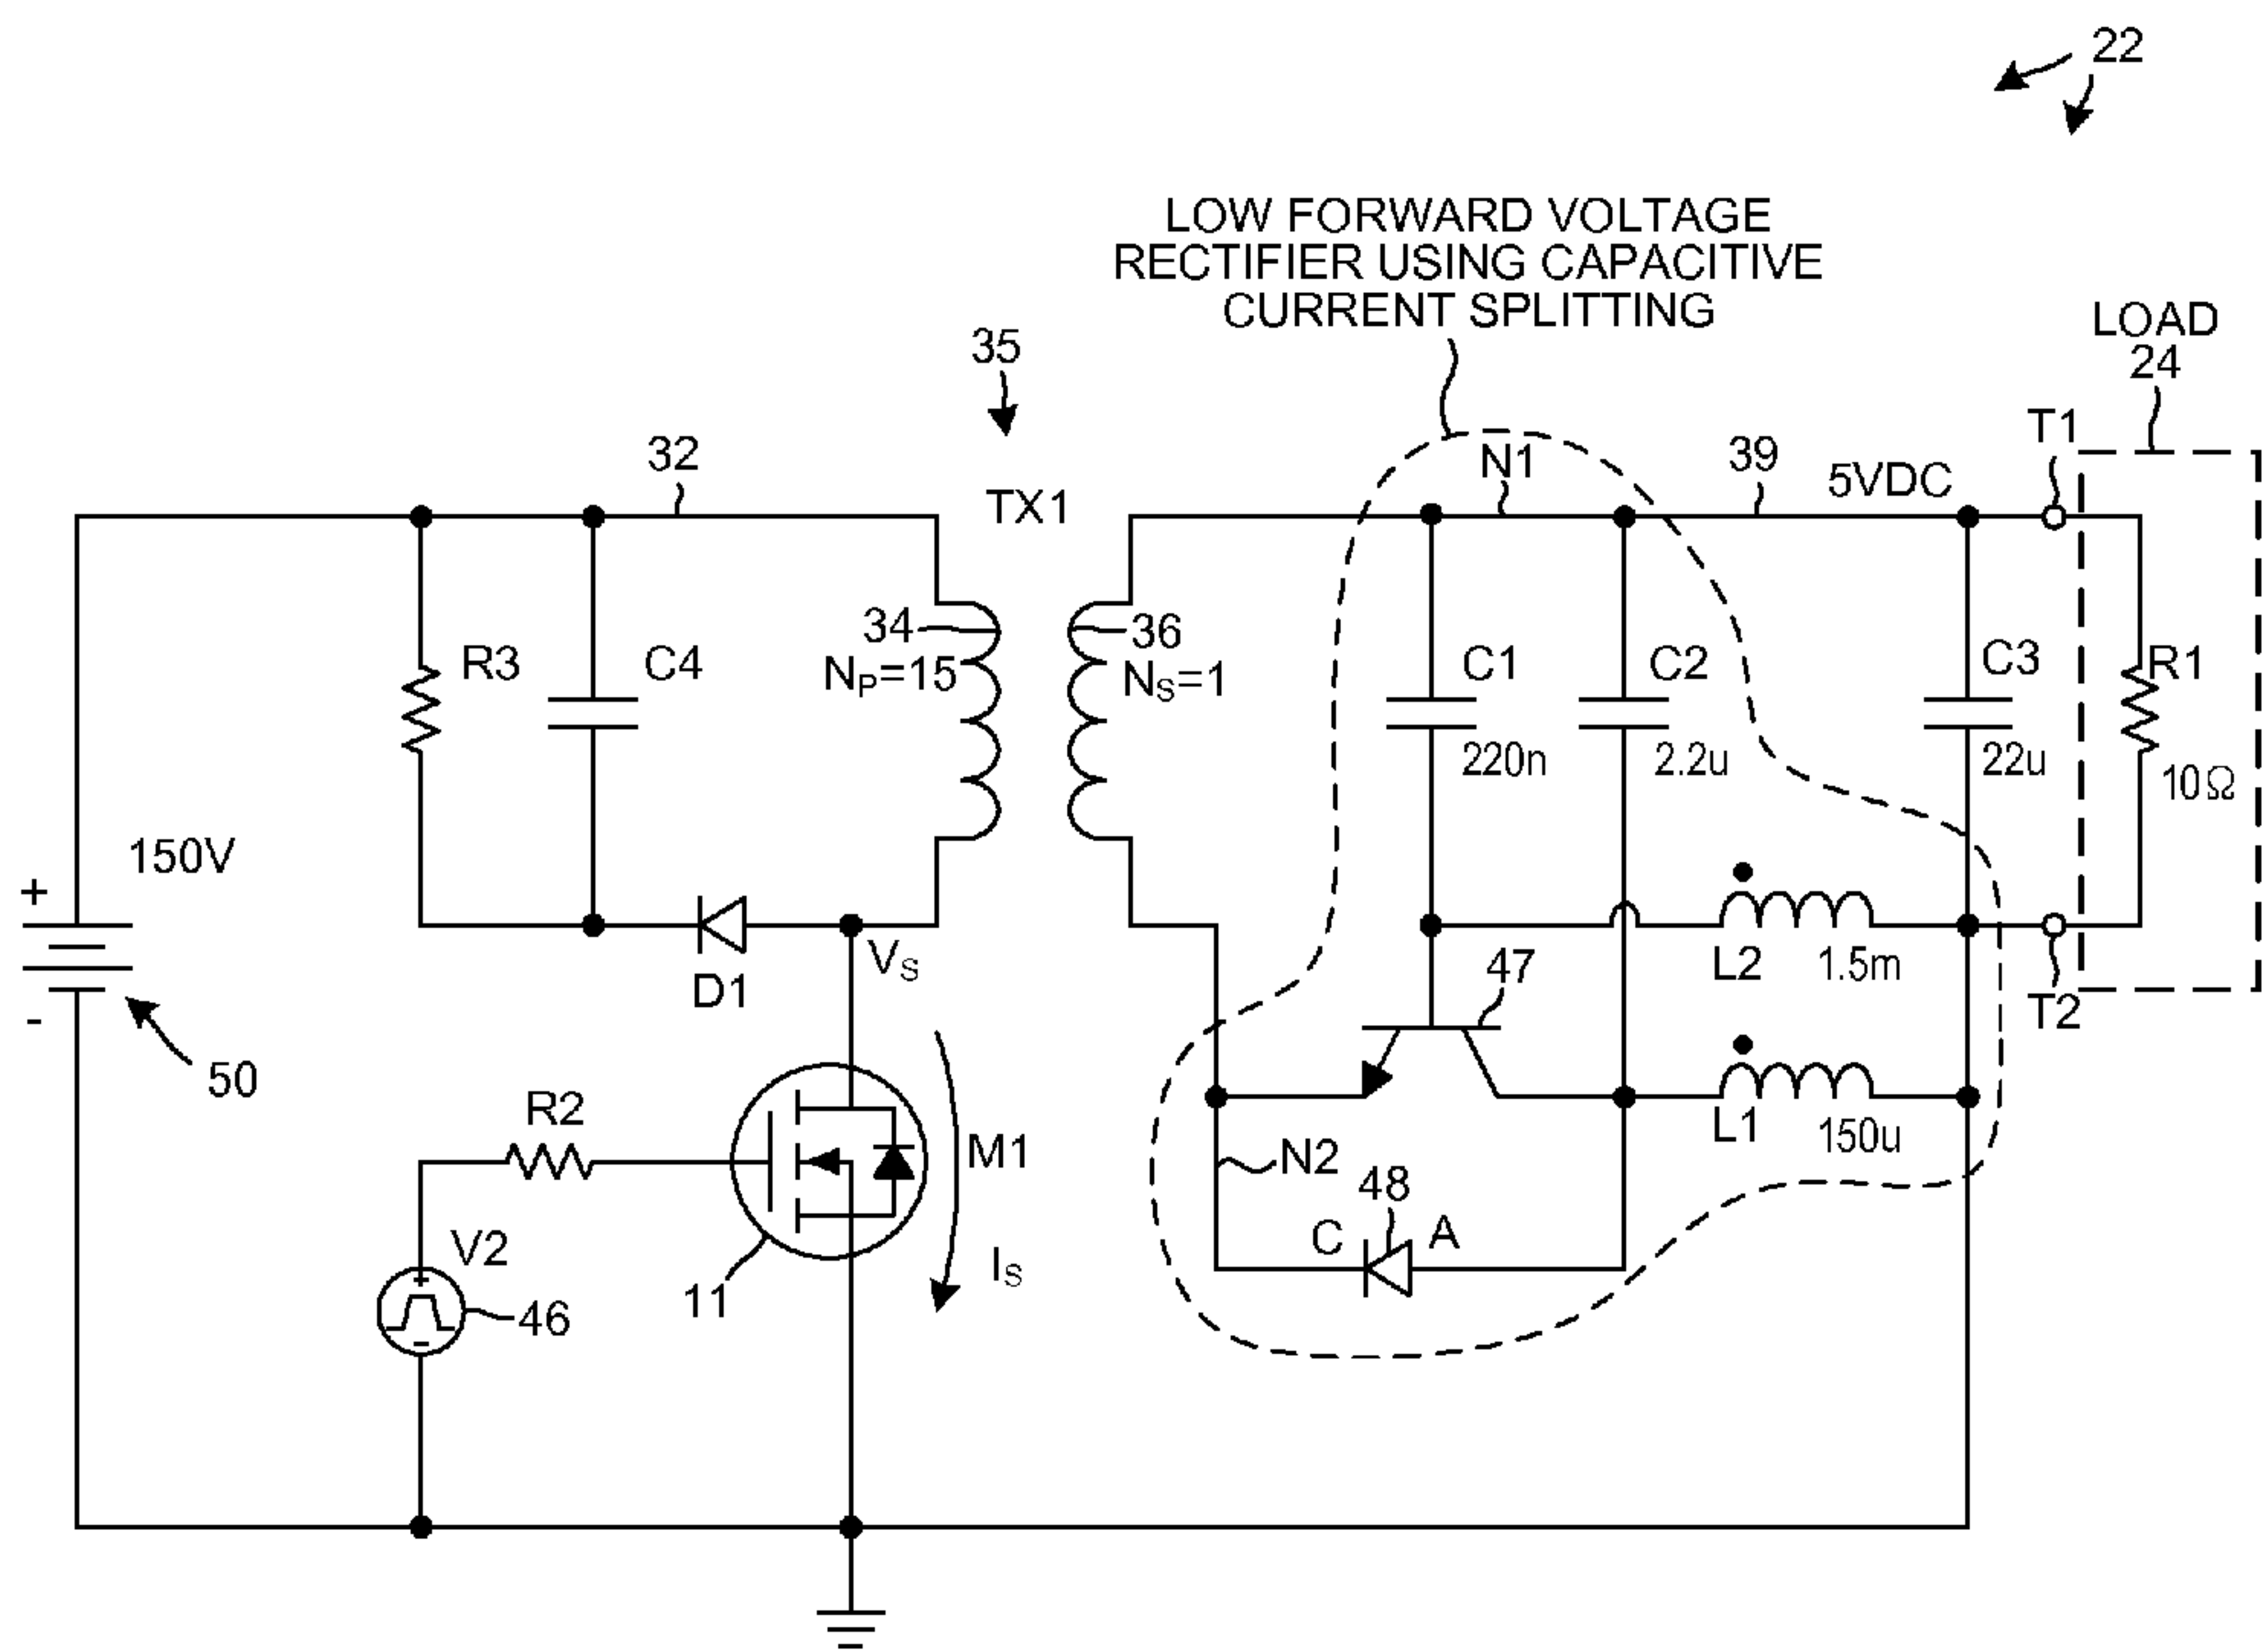 22
LOW FORWARD VOLTAGE
RECTIFIER USING CAPACITIVE
CURRENT SPLITTING
LOAD
24
35
T1
32
N1
39
5VDC
TX1
34
36
R3
C4
NP=15
NS=1
C1
C2
C3
R1
220n
2.2u
22u
10Ω
150V
+
-
50
D1
VS
47
L2
1.5m
T2
R2
M1
L1
150u
N2
48
C
A
V2
+
-
46
11
IS